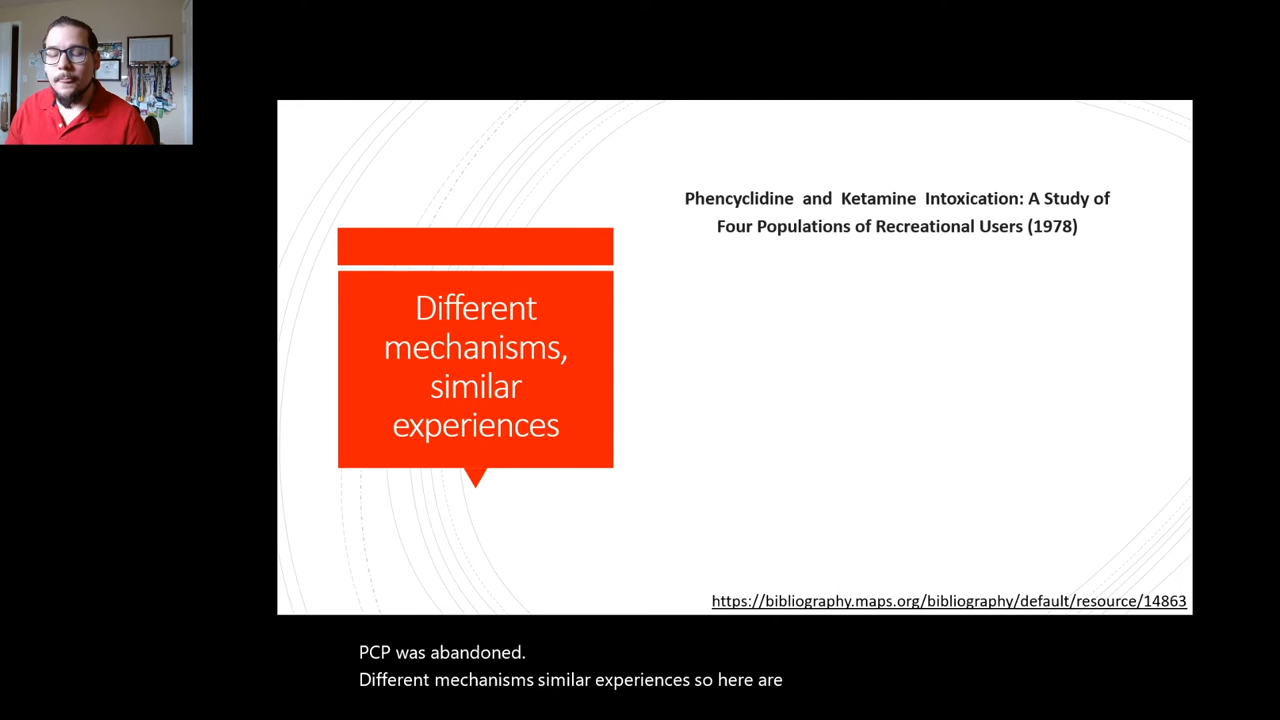 Phencyclidine and Ketamine Intoxication: A Study of
Four Populations of Recreational Users (1978)
Different
mechanisms,
similar
experiences
https://bibliography.maps.org/bibliography/default/resource/14863
PCP was abandoned.
Different mechanisms similar experiences so here are